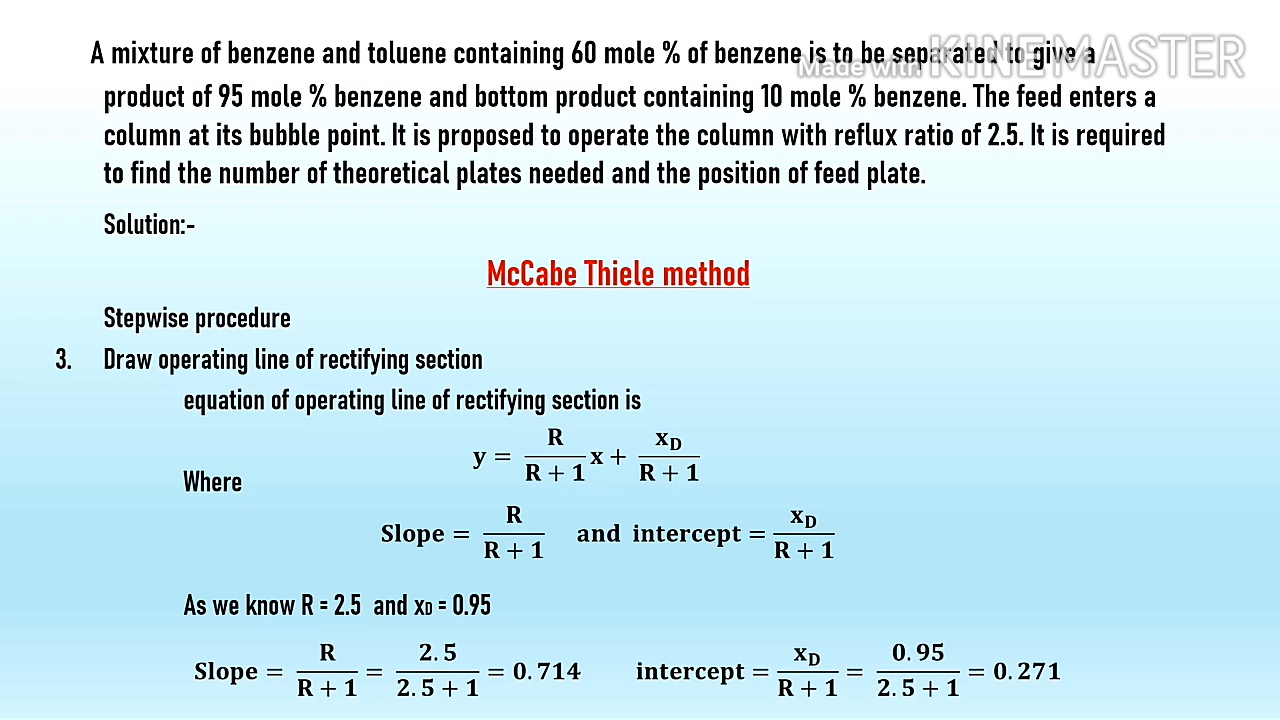 A mixture of benzene and toluene containing 60 mole % of benzene is to be separated to give a
Made with KINEMASTER
product of 95 mole % benzene and bottom product containing 10 mole % benzene. The feed enters a
column at its bubble point. It is proposed to operate the column with reflux ratio of 2.5. It is required
to find the number of theoretical plates needed and the position of feed plate.
Solution:-
McCabe Thiele method
Stepwise procedure
3. Draw operating line of rectifying section
equation of operating line of rectifying section is
y = R/(R + 1) x + x_D/(R + 1)
Where
Slope = R/(R + 1) and intercept = x_D/(R + 1)
As we know R = 2.5 and x_D = 0.95
Slope = R/(R + 1) = 2.5/(2.5 + 1) = 0.714 intercept = x_D/(R + 1) = 0.95/(2.5 + 1) = 0.271